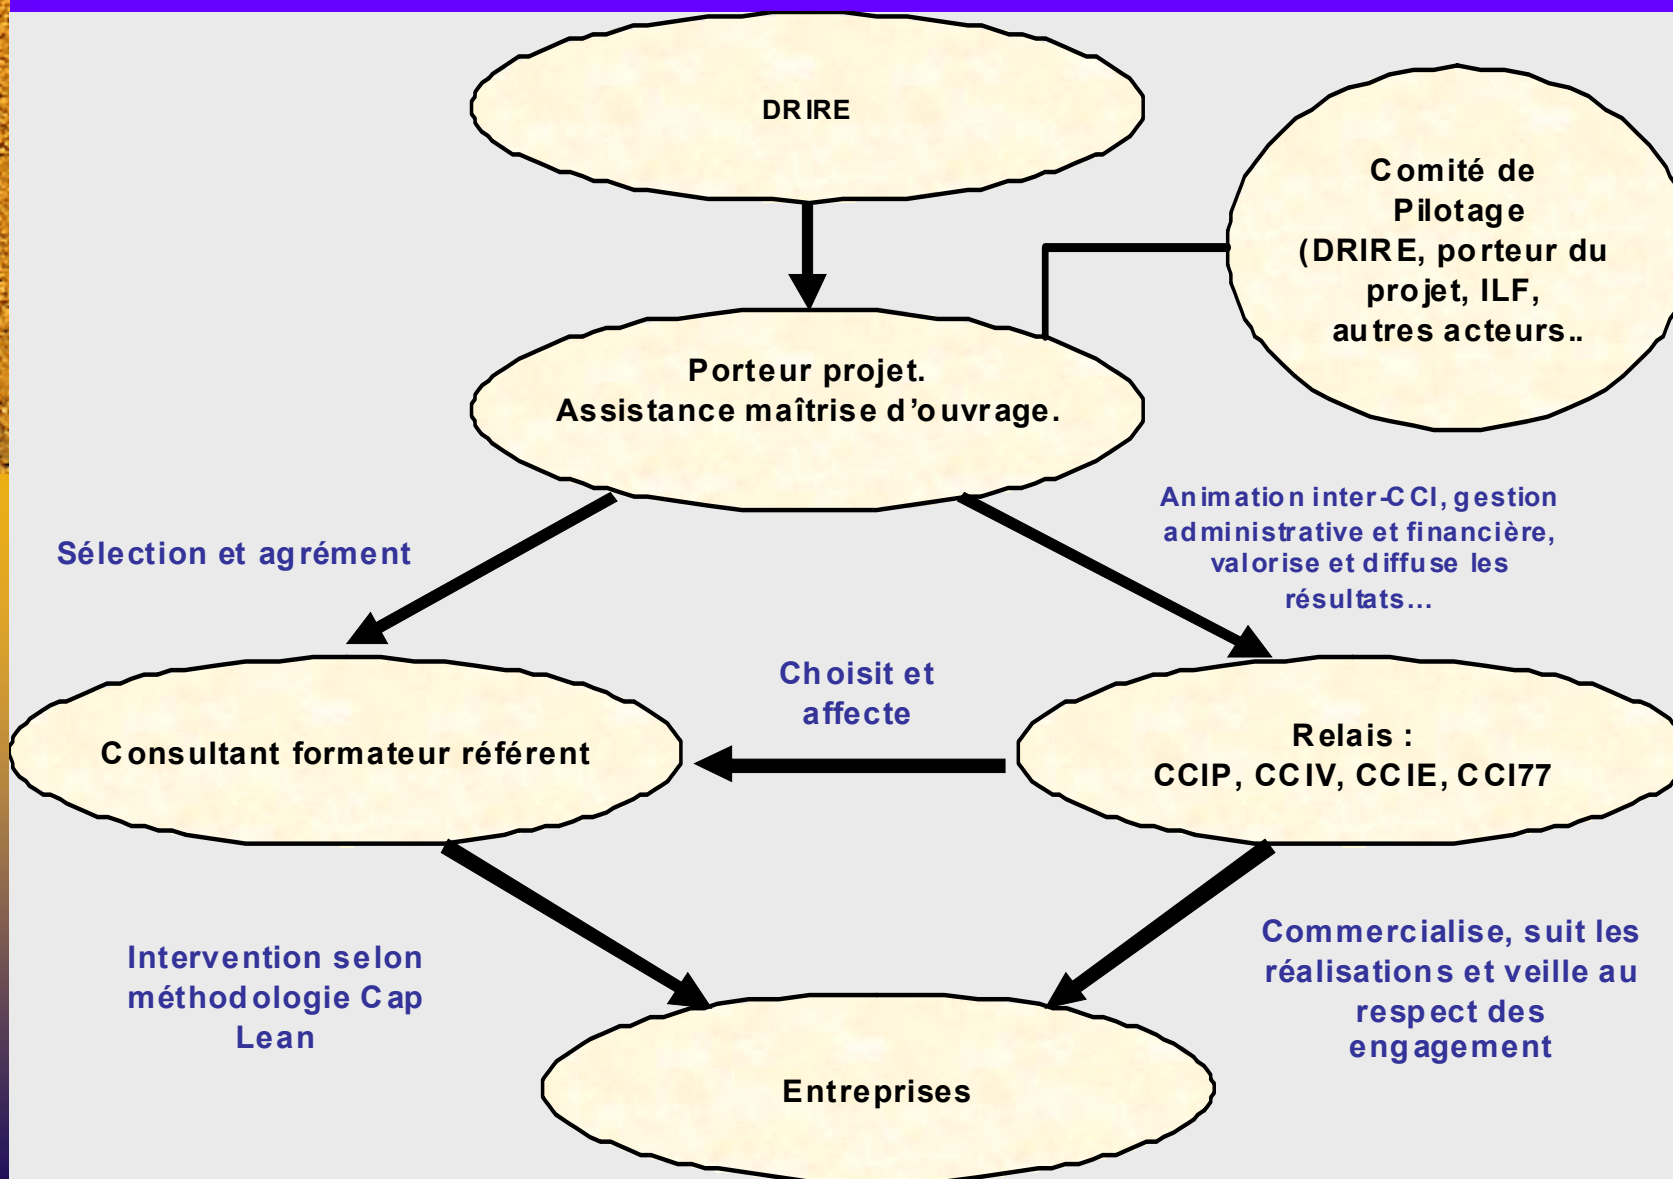 DRIRE
Comité de
Pilotage
(DRIRE, porteur du
projet, ILF,
autres acteurs..
Porteur projet.
Assistance maîtrise d’ouvrage.
Animation inter-CCI, gestion
administrative et financière,
valorise et diffuse les
résultats…
Sélection et agrément
Choisit et
affecte
Consultant formateur référent
Relais :
CCIP, CCIV, CCIE, CCI77
Intervention selon
méthodologie Cap
Lean
Commercialise, suit les
réalisations et veille au
respect des
engagement
Entreprises